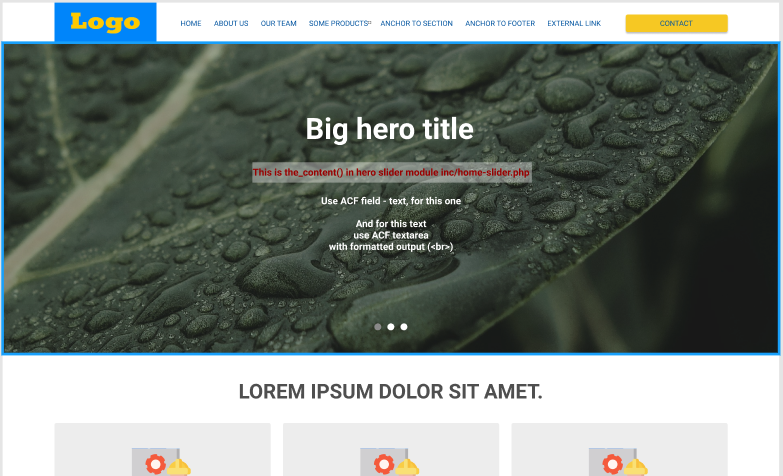 Logo
HOME ABOUT US OUR TEAM SOME PRODUCTS ANCHOR TO SECTION ANCHOR TO FOOTER EXTERNAL LINK CONTACT
Big hero title
This is the_content() in hero slider module inc/home-slider.php
Use ACF field - text, for this one
And for this text
use ACF textarea
with formatted output (<br>)
LOREM IPSUM DOLOR SIT AMET.